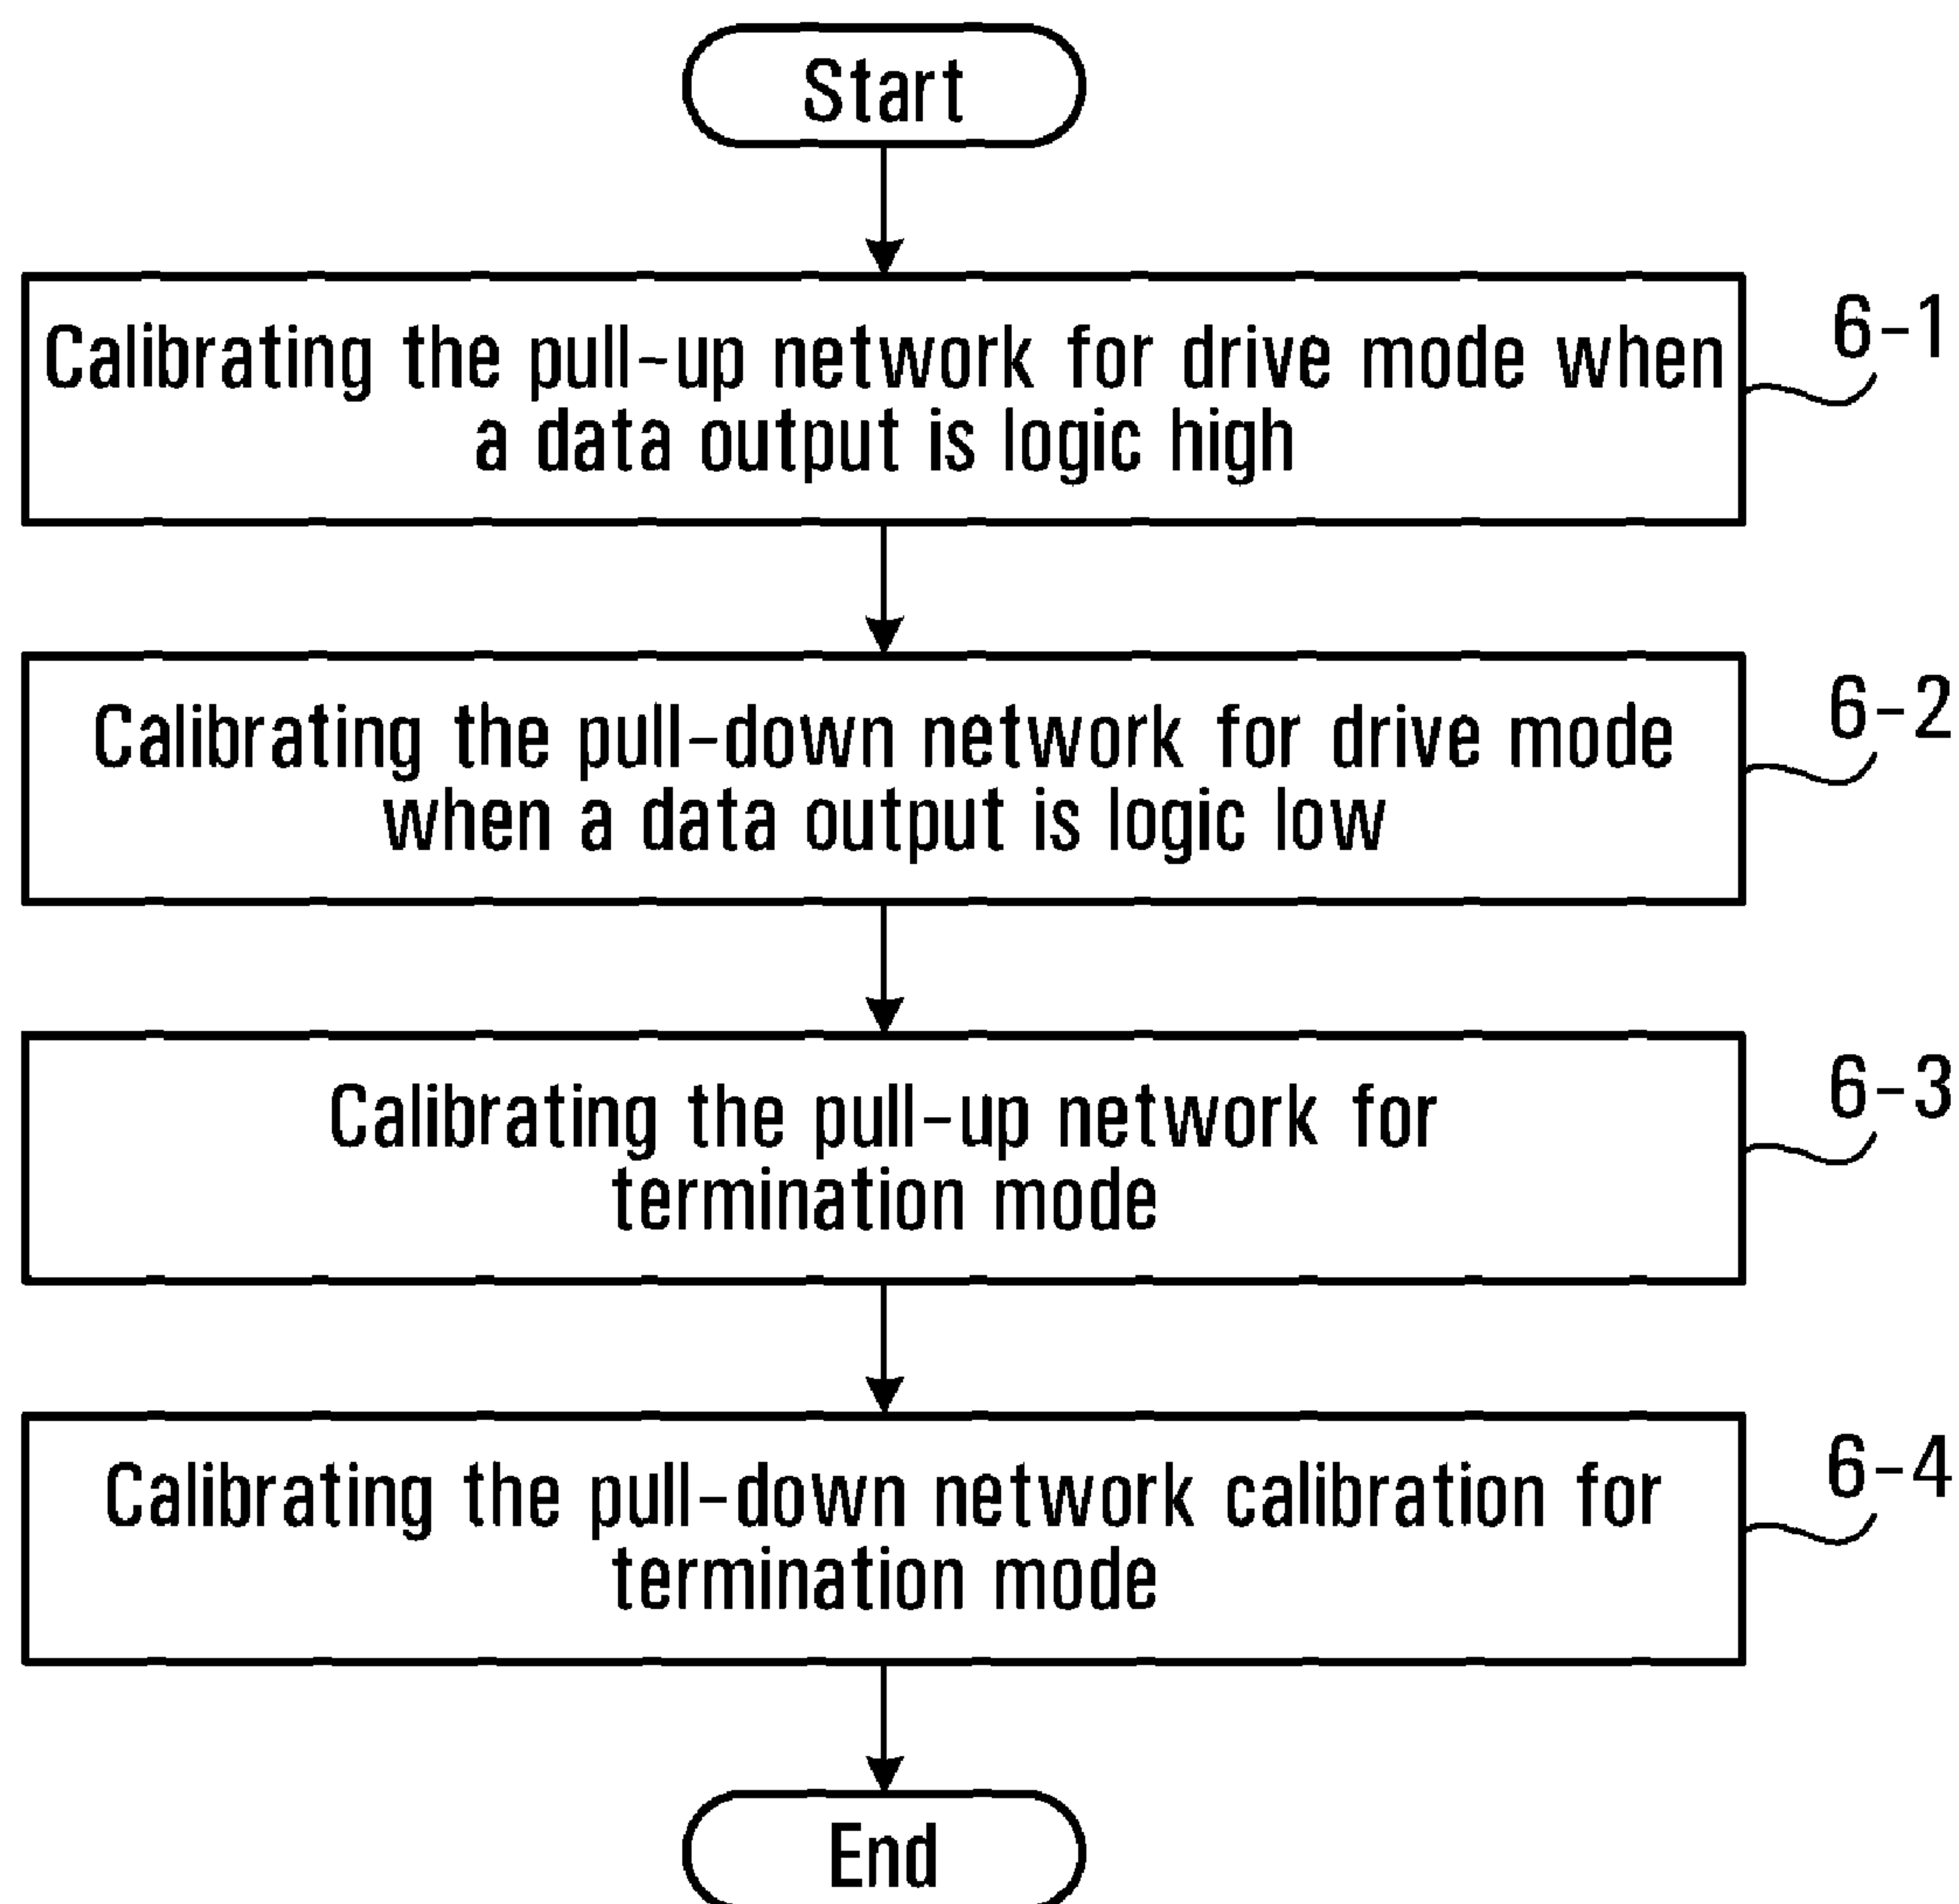 Start
Calibrating the pull-up network for drive mode when
a data output is logic high
6-1
Calibrating the pull-down network for drive mode
when a data output is logic low
6-2
Calibrating the pull-up network for
termination mode
6-3
Calibrating the pull-down network calibration for
termination mode
6-4
End